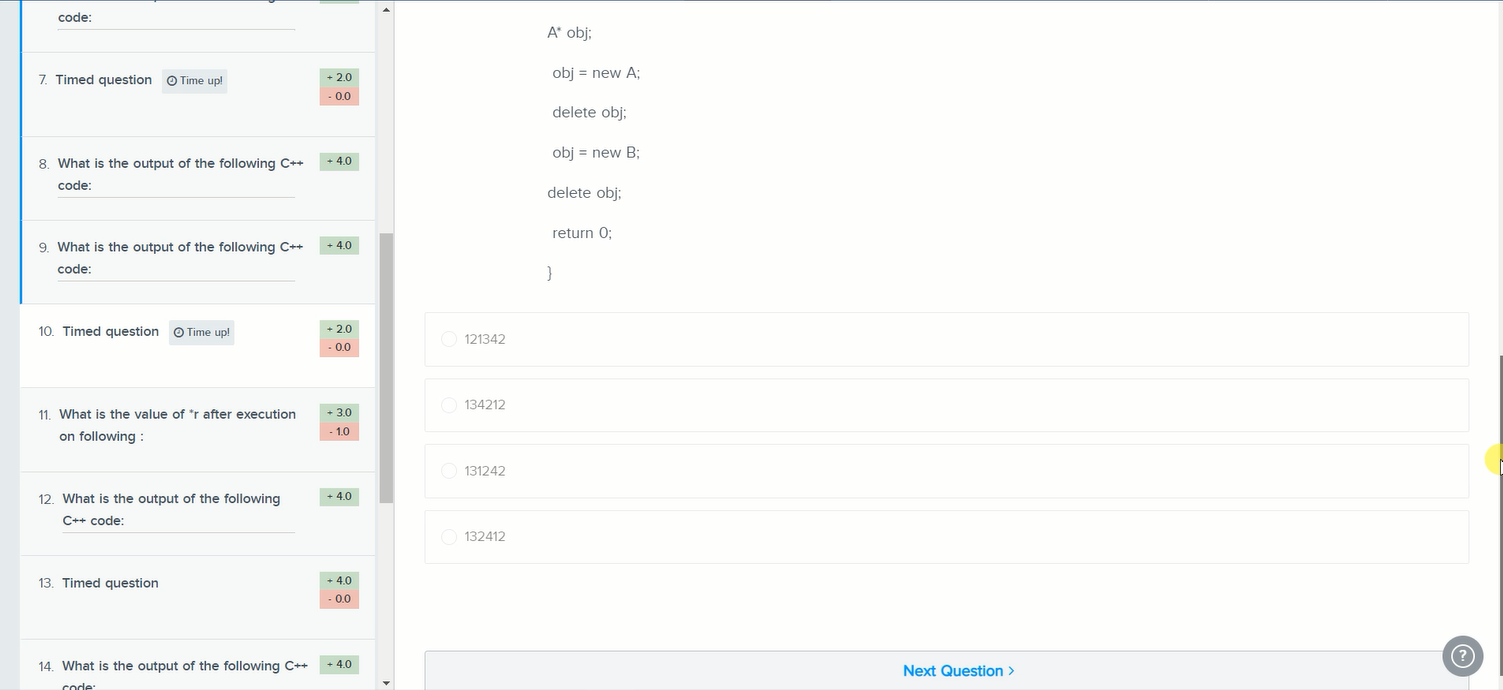 code:
7. Timed question Time up! + 2.0
- 0.0
8. What is the output of the following C++ + 4.0
code:
9. What is the output of the following C++ + 4.0
code:
10. Timed question Time up! + 2.0
- 0.0
11. What is the value of *r after execution + 3.0
on following : - 1.0
12. What is the output of the following + 4.0
C++ code:
13. Timed question + 4.0
- 0.0
14. What is the output of the following C++ + 4.0
code:
A* obj;
obj = new A;
delete obj;
obj = new B;
delete obj;
return 0;
}
121342
134212
131242
132412
Next Question >
?